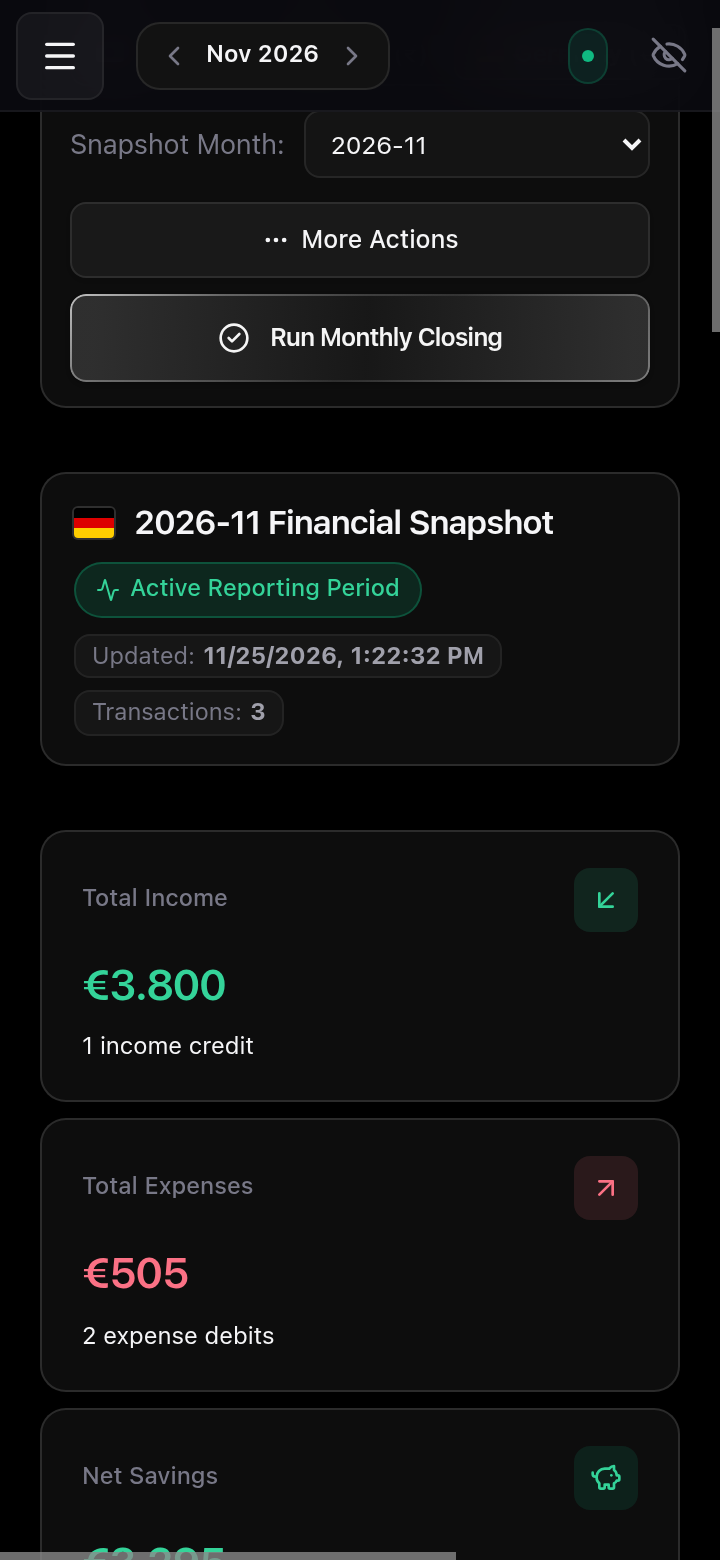 Nov 2026
Snapshot Month: 2026-11
More Actions
Run Monthly Closing
2026-11 Financial Snapshot
Active Reporting Period
Updated: 11/25/2026, 1:22:32 PM
Transactions: 3
Total Income
€3.800
1 income credit
Total Expenses
€505
2 expense debits
Net Savings
€3.295